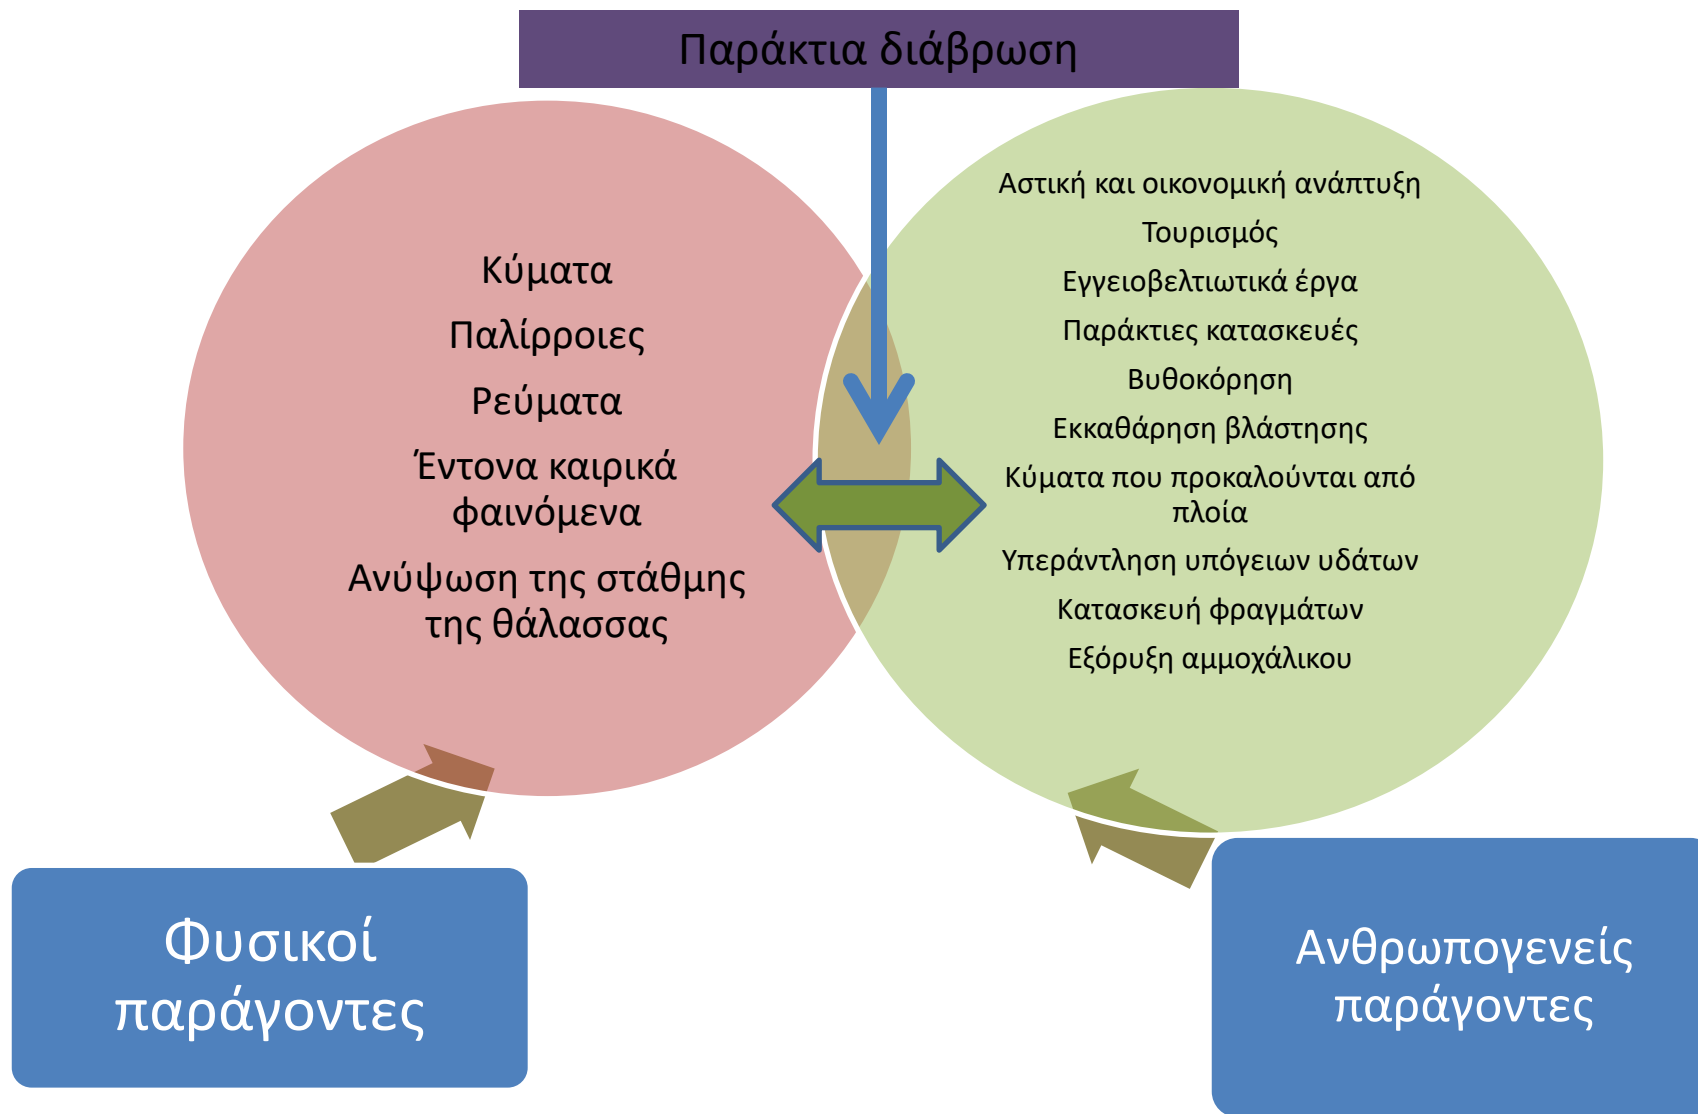 Παράκτια διάβρωση
Κύματα
Παλίρροιες
Ρεύματα
Έντονα καιρικά
φαινόμενα
Ανύψωση της στάθμης
της θάλασσας
Αστική και οικονομική ανάπτυξη
Τουρισμός
Εγγειοβελτιωτικά έργα
Παράκτιες κατασκευές
Βυθοκόρηση
Εκκαθάρηση βλάστησης
Κύματα που προκαλούνται από
πλοία
Υπεράντληση υπόγειων υδάτων
Κατασκευή φραγμάτων
Εξόρυξη αμμοχάλικου
Φυσικοί
παράγοντες
Ανθρωπογενείς
παράγοντες